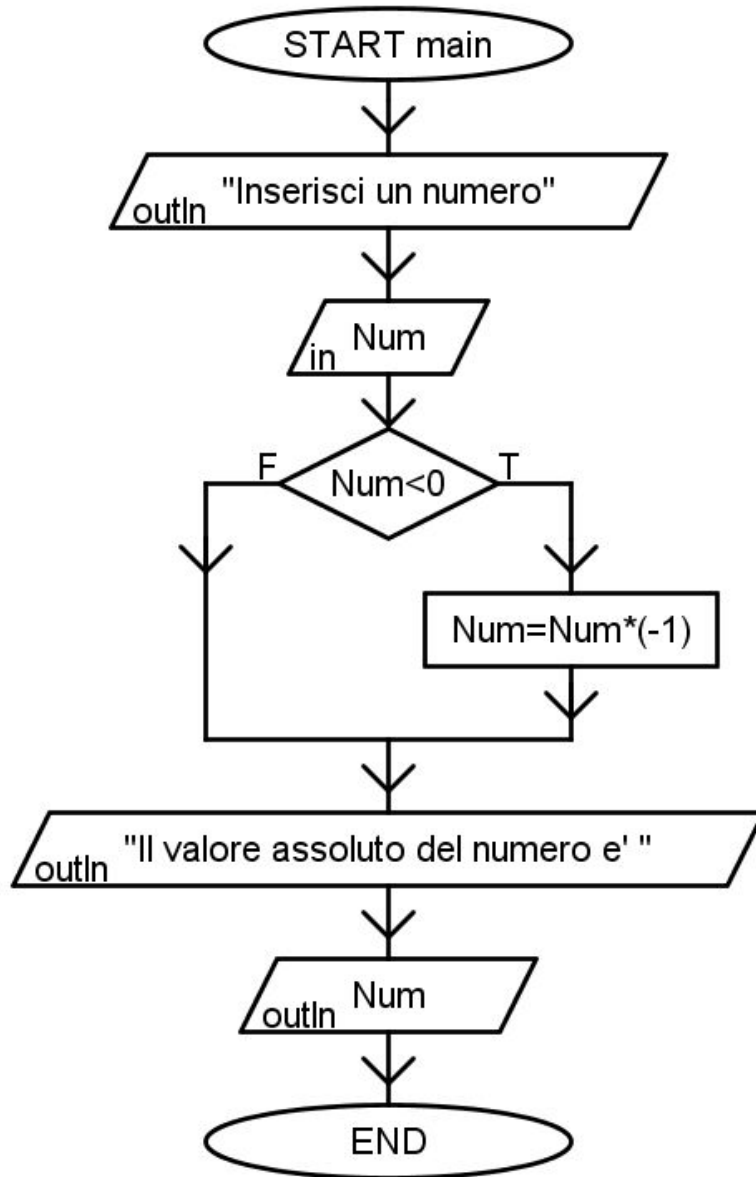 START main
"Inserisci un numero"
outln
Num
in
F
T
Num<0
Num=Num*(-1)
"Il valore assoluto del numero e' "
outln
Num
outln
END